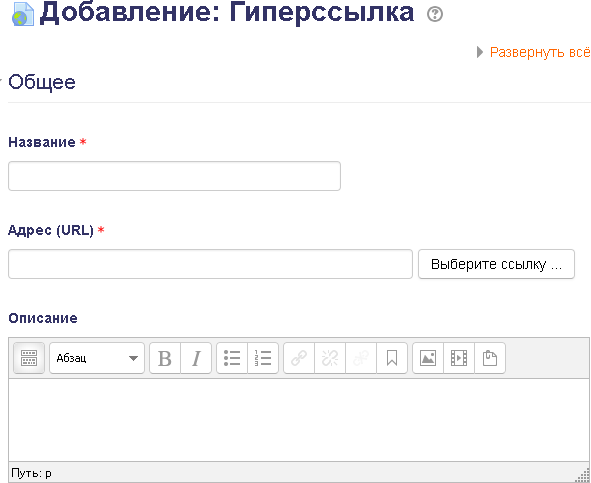 Добавление: Гиперссылка
Развернуть всё
Общее
Название *
Адрес (URL) *
Выберите ссылку ...
Описание
Абзац B I
Путь: p